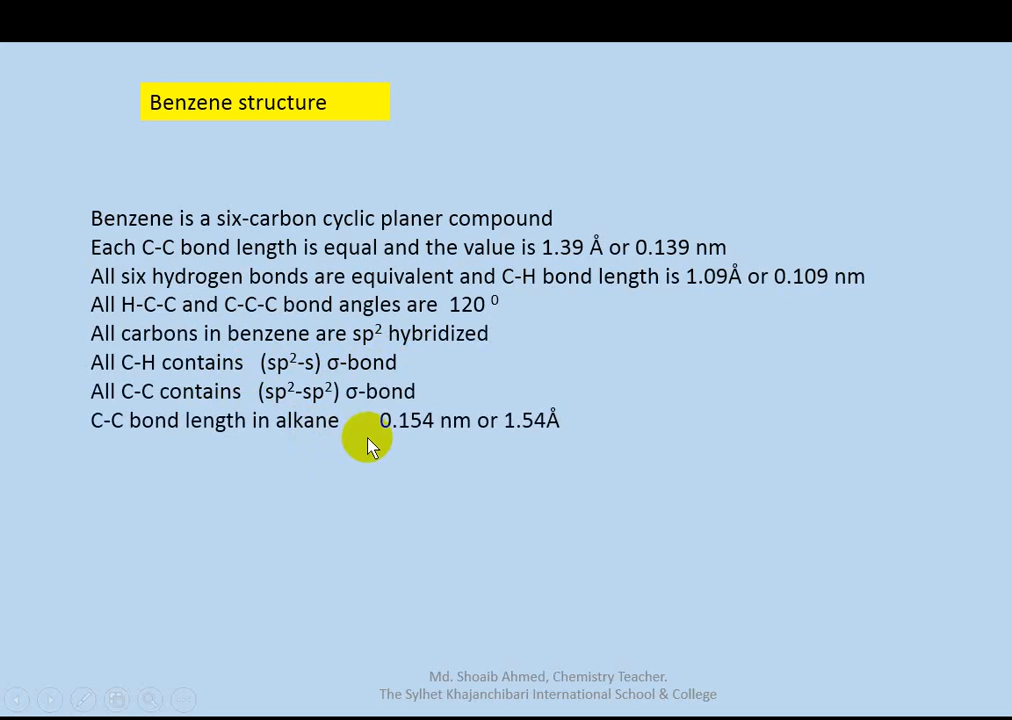 Benzene structure
Benzene is a six-carbon cyclic planer compound
Each C-C bond length is equal and the value is 1.39 Å or 0.139 nm
All six hydrogen bonds are equivalent and C-H bond length is 1.09Å or 0.109 nm
All H-C-C and C-C-C bond angles are 120 ⁰
All carbons in benzene are sp² hybridized
All C-H contains (sp²-s) σ-bond
All C-C contains (sp²-sp²) σ-bond
C-C bond length in alkane 0.154 nm or 1.54Å
Md. Shoaib Ahmed, Chemistry Teacher.
The Sylhet Khajanchibari International School & College